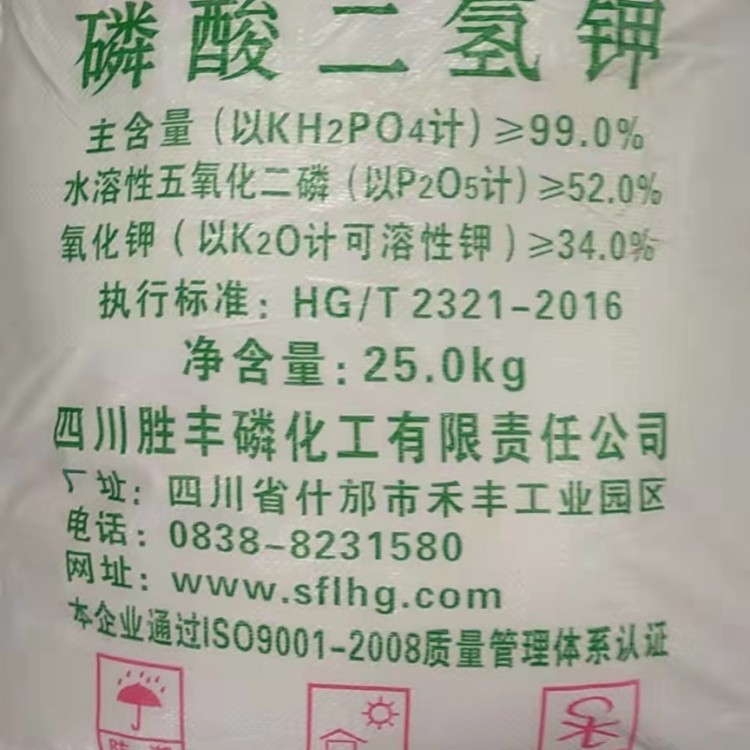 磷酸二氢钾
主含量（以KH2PO4计）≥99.0%
水溶性五氧化二磷（以P2O5计）≥52.0%
氧化钾（以K2O计可溶性钾）≥34.0%
执行标准：HG/T 2321-2016
净含量：25.0kg
四川胜丰磷化工有限责任公司
厂址：四川省什邡市禾丰工业园区
电话：0838-8231580
网址：www.sflhg.com
本企业通过ISO9001-2008质量管理体系认证